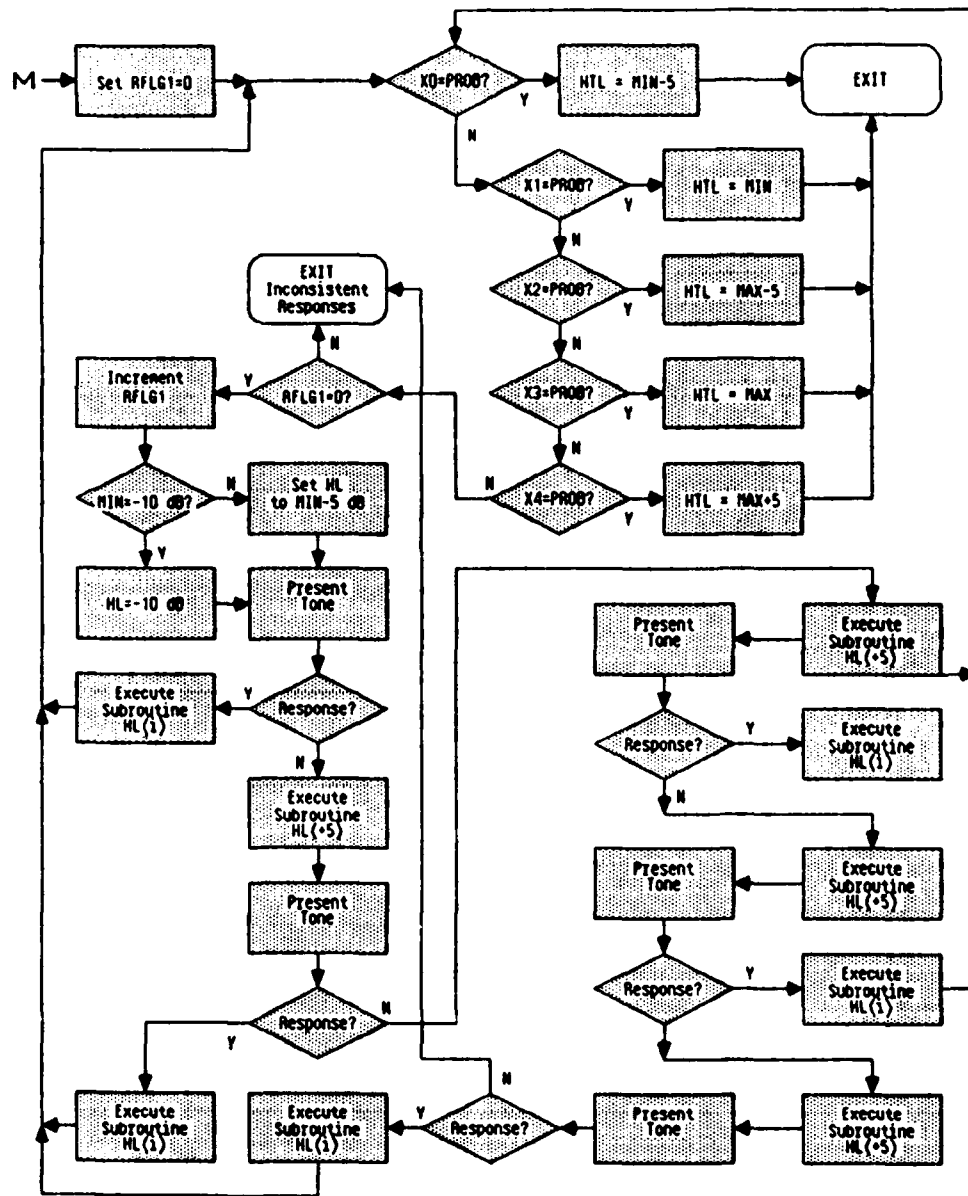 M
Set RFLG1=0
X0=PROB?
Y
HTL = MIN-5
EXIT
N
X1=PROB?
Y
HTL = MIN
N
X2=PROB?
Y
HTL = MAX-5
N
X3=PROB?
Y
HTL = MAX
N
X4=PROB?
Y
HTL = MAX+5
N
EXIT
Inconsistent
Responses
N
RFLG1=0?
Y
Increment
RFLG1
MIN=-10 dB?
N
Set HL
to MIN-5 dB
Y
HL=-10 dB
Present
Tone
Response?
Y
Execute
Subroutine
HL(i)
N
Execute
Subroutine
HL(+5)
Present
Tone
Response?
N
Y
Execute
Subroutine
HL(i)
Execute
Subroutine
HL(+5)
Present
Tone
Response?
Y
Execute
Subroutine
HL(i)
N
Execute
Subroutine
HL(+5)
Present
Tone
Response?
Y
Execute
Subroutine
HL(i)
Execute
Subroutine
HL(+5)
Present
Tone
Response?
N
Y
Execute
Subroutine
HL(i)